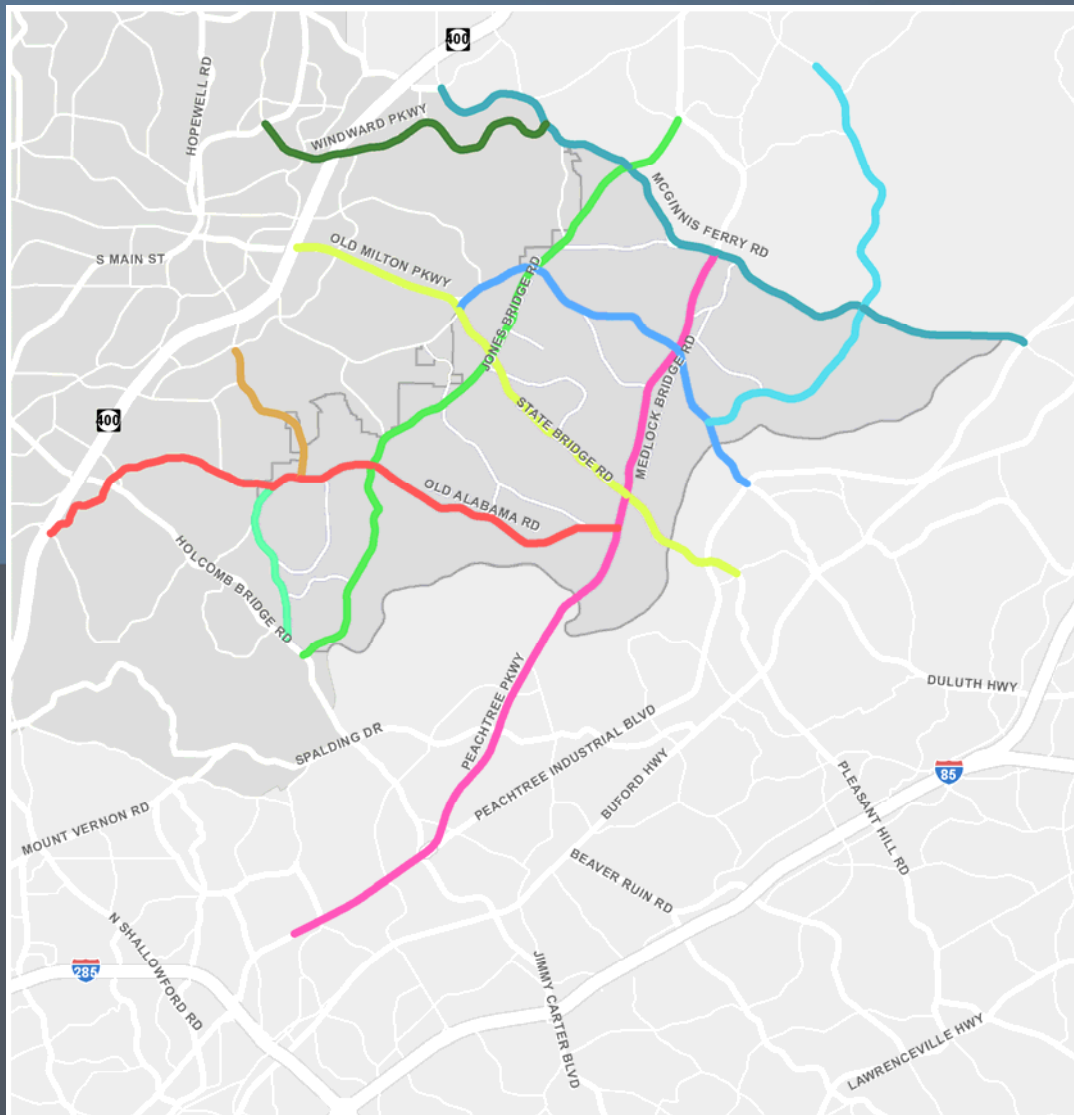 400
HOPEWELL RD
WINDWARD PKWY
MCGINNIS FERRY RD
OLD MILTON PKWY
S MAIN ST
JONES BRIDGE RD
MEDLOCK BRIDGE RD
STATE BRIDGE RD
400
OLD ALABAMA RD
HOLCOMB BRIDGE RD
DULUTH HWY
PEACHTREE PKWY
SPALDING DR
PEACHTREE INDUSTRIAL BLVD
BUFORD HWY
85
PLEASANT HILL RD
MOUNT VERNON RD
BEAVER RUIN RD
N SHALLOWFORD RD
285
JIMMY CARTER BLVD
LAWRENCEVILLE HWY